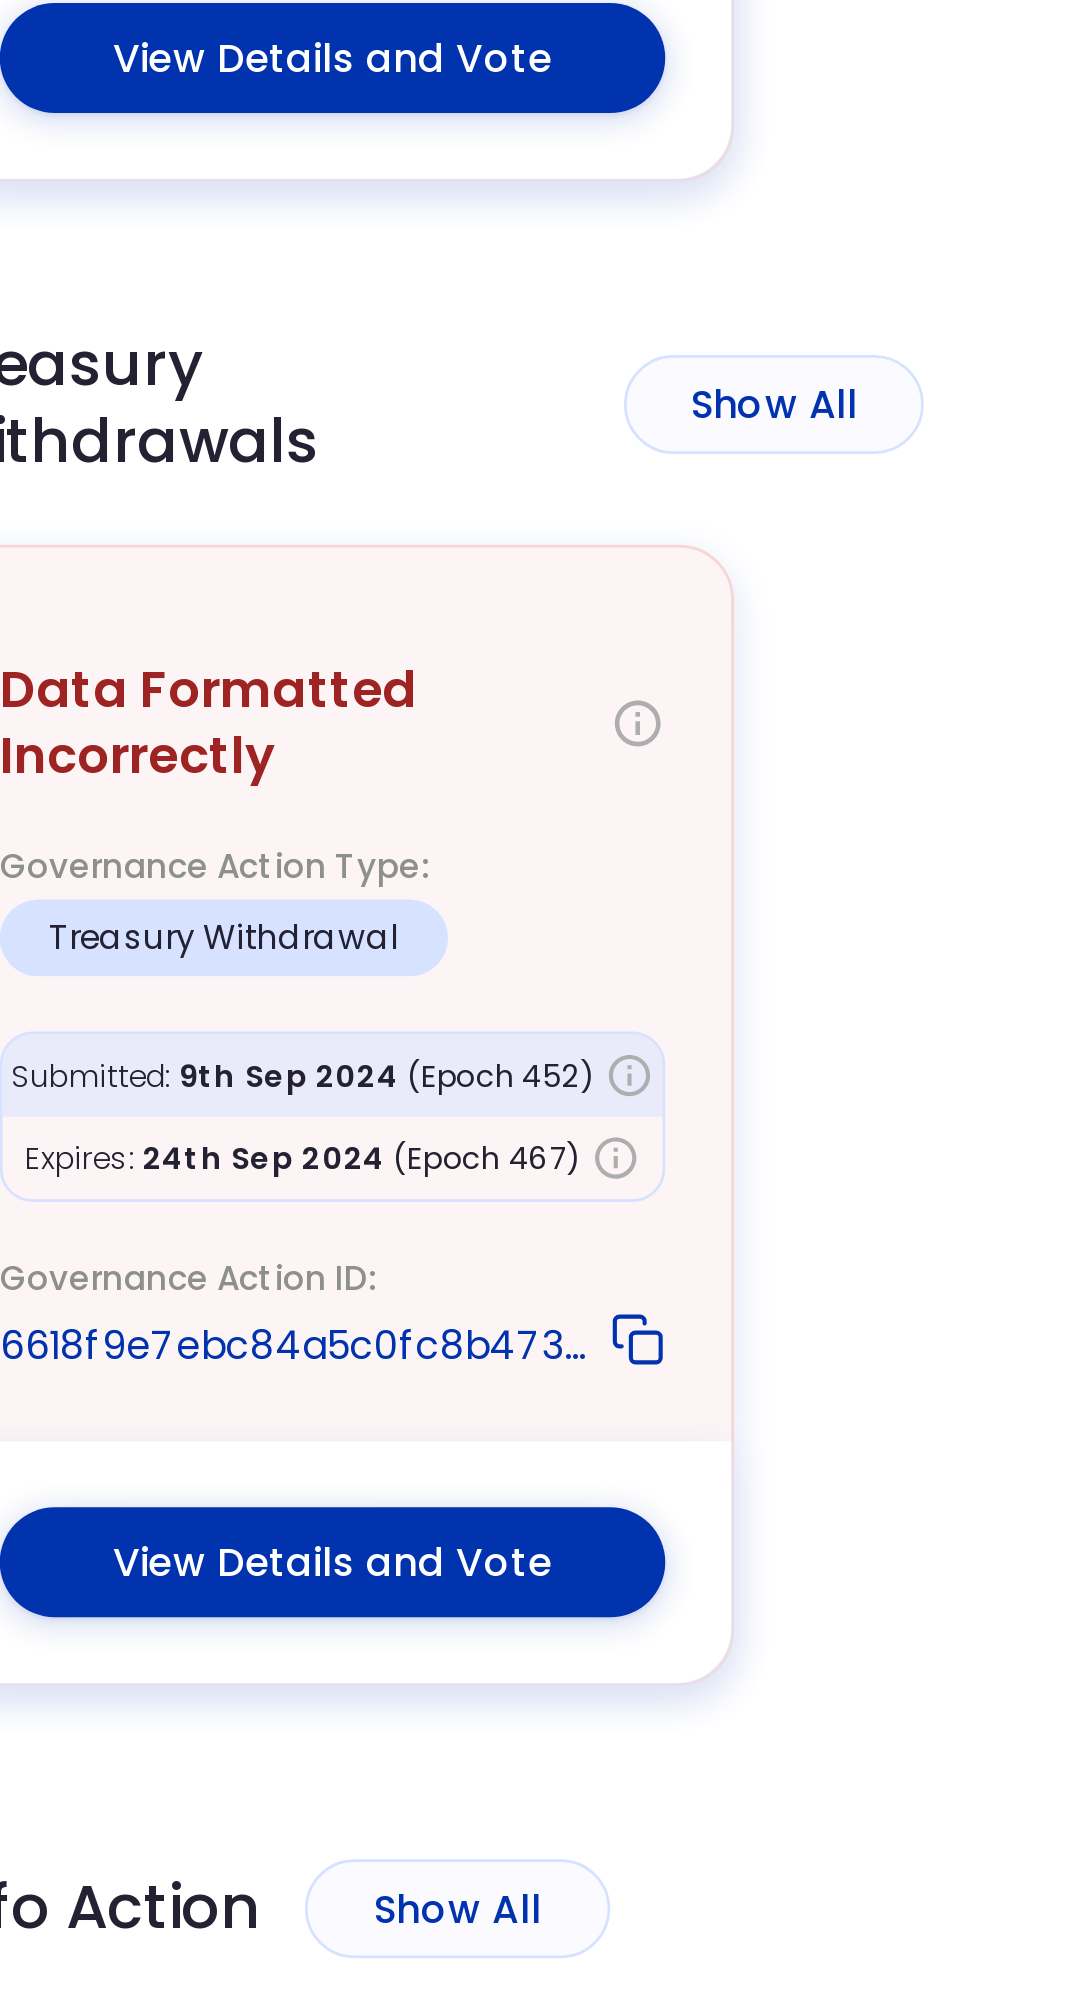 View Details and Vote
easury
ithdrawals
Show All
Data Formatted
Incorrectly
Governance Action Type:
Treasury Withdrawal
Submitted: 9th Sep 2024 (Epoch 452)
Expires: 24th Sep 2024 (Epoch 467)
Governance Action ID:
6618f9e7ebc84a5c0fc8b473...
View Details and Vote
fo Action
Show All